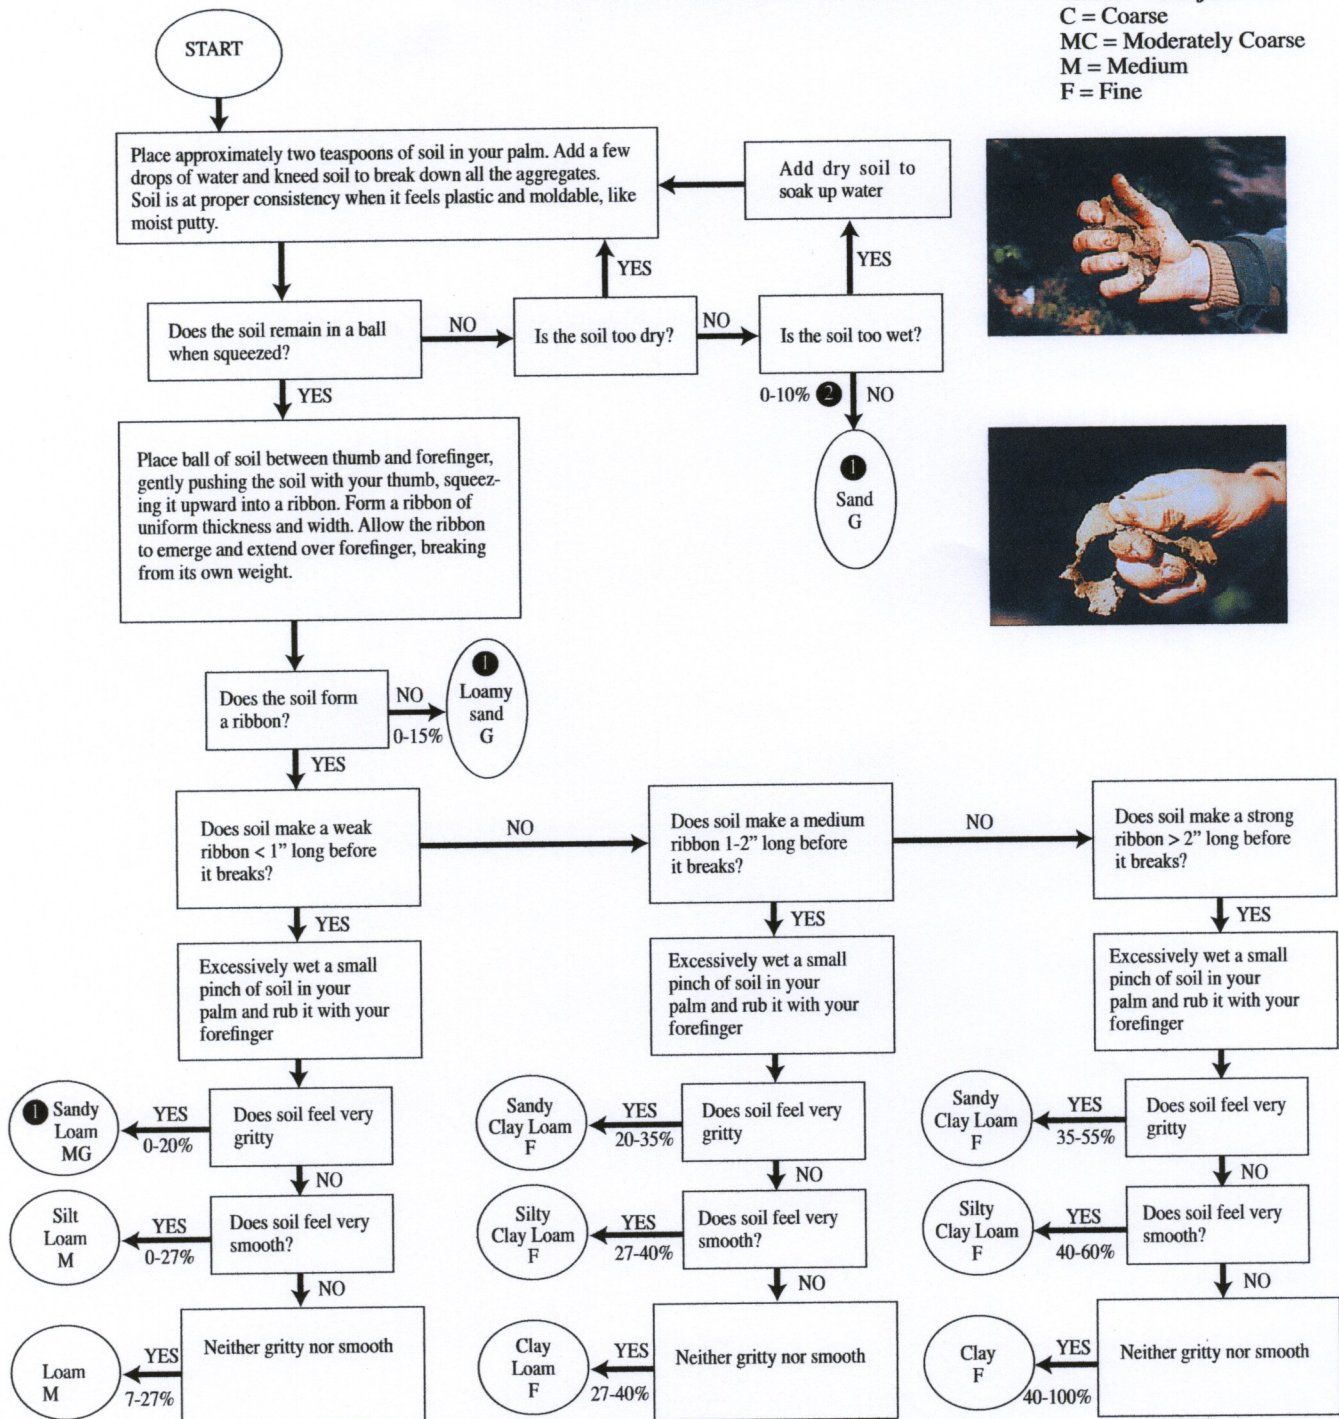 C = Coarse
MC = Moderately Coarse
M = Medium
F = Fine
START
Place approximately two teaspoons of soil in your palm. Add a few
drops of water and kneed soil to break down all the aggregates.
Soil is at proper consistency when it feels plastic and moldable, like
moist putty.
Add dry soil to
soak up water
YES
YES
Does the soil remain in a ball
when squeezed?
NO
Is the soil too dry?
NO
Is the soil too wet?
YES
0-10% 2 NO
1
Sand
G
Place ball of soil between thumb and forefinger,
gently pushing the soil with your thumb, squeez-
ing it upward into a ribbon. Form a ribbon of
uniform thickness and width. Allow the ribbon
to emerge and extend over forefinger, breaking
from its own weight.
Does the soil form
a ribbon?
NO
0-15%
1
Loamy
sand
G
YES
Does soil make a weak
ribbon < 1” long before
it breaks?
NO
Does soil make a medium
ribbon 1-2” long before
it breaks?
NO
Does soil make a strong
ribbon > 2” long before
it breaks?
YES
YES
YES
Excessively wet a small
pinch of soil in your
palm and rub it with your
forefinger
Excessively wet a small
pinch of soil in your
palm and rub it with your
forefinger
Excessively wet a small
pinch of soil in your
palm and rub it with your
forefinger
1 Sandy
Loam
MG
YES
0-20%
Does soil feel very
gritty
Sandy
Clay Loam
F
YES
20-35%
Does soil feel very
gritty
Sandy
Clay Loam
F
YES
35-55%
Does soil feel very
gritty
NO
NO
NO
Silt
Loam
M
YES
0-27%
Does soil feel very
smooth?
Silty
Clay Loam
F
YES
27-40%
Does soil feel very
smooth?
Silty
Clay Loam
F
YES
40-60%
Does soil feel very
smooth?
NO
NO
NO
Loam
M
YES
7-27%
Neither gritty nor smooth
Clay
Loam
F
YES
27-40%
Neither gritty nor smooth
Clay
F
YES
40-100%
Neither gritty nor smooth